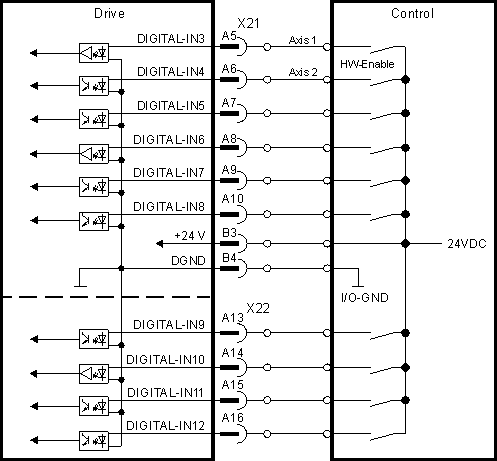 Drive X21 Control
DIGITAL-IN3 A5 Axis 1
HW-Enable
DIGITAL-IN4 A6 Axis 2
DIGITAL-IN5 A7
DIGITAL-IN6 A8
DIGITAL-IN7 A9
DIGITAL-IN8 A10
+24 V B3 24VDC
DGND B4
I/O-GND
X22
DIGITAL-IN9 A13
DIGITAL-IN10 A14
DIGITAL-IN11 A15
DIGITAL-IN12 A16